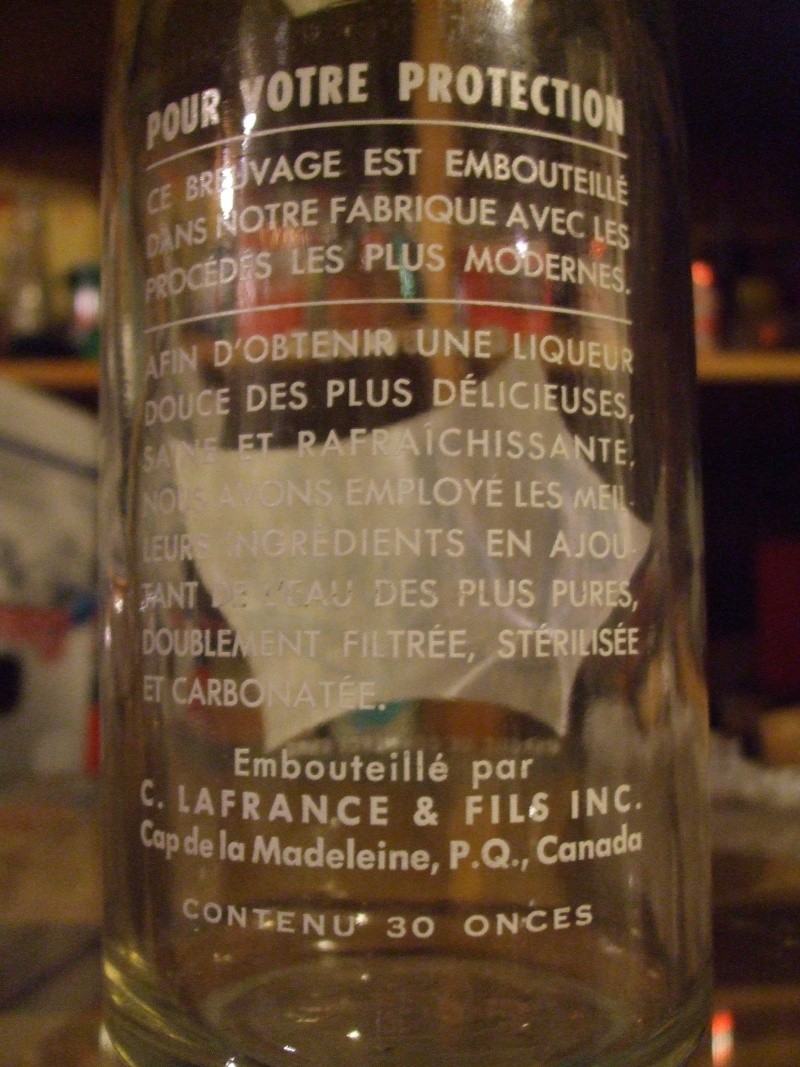 POUR VOTRE PROTECTION
CE BREUVAGE EST EMBOUTEILLÉ
DANS NOTRE FABRIQUE AVEC LES
PROCÉDÉS LES PLUS MODERNES.
AFIN D'OBTENIR UNE LIQUEUR
DOUCE DES PLUS DÉLICIEUSES,
SAINE ET RAFRAÎCHISSANTE,
NOUS AVONS EMPLOYÉ LES MEIL-
LEURS INGRÉDIENTS EN AJOU-
TANT DE L'EAU DES PLUS PURES,
DOUBLEMENT FILTRÉE, STÉRILISÉE
ET CARBONATÉE.
Embouteillé par
C. LAFRANCE & FILS INC.
Cap de la Madeleine, P.Q., Canada
CONTENU 30 ONCES